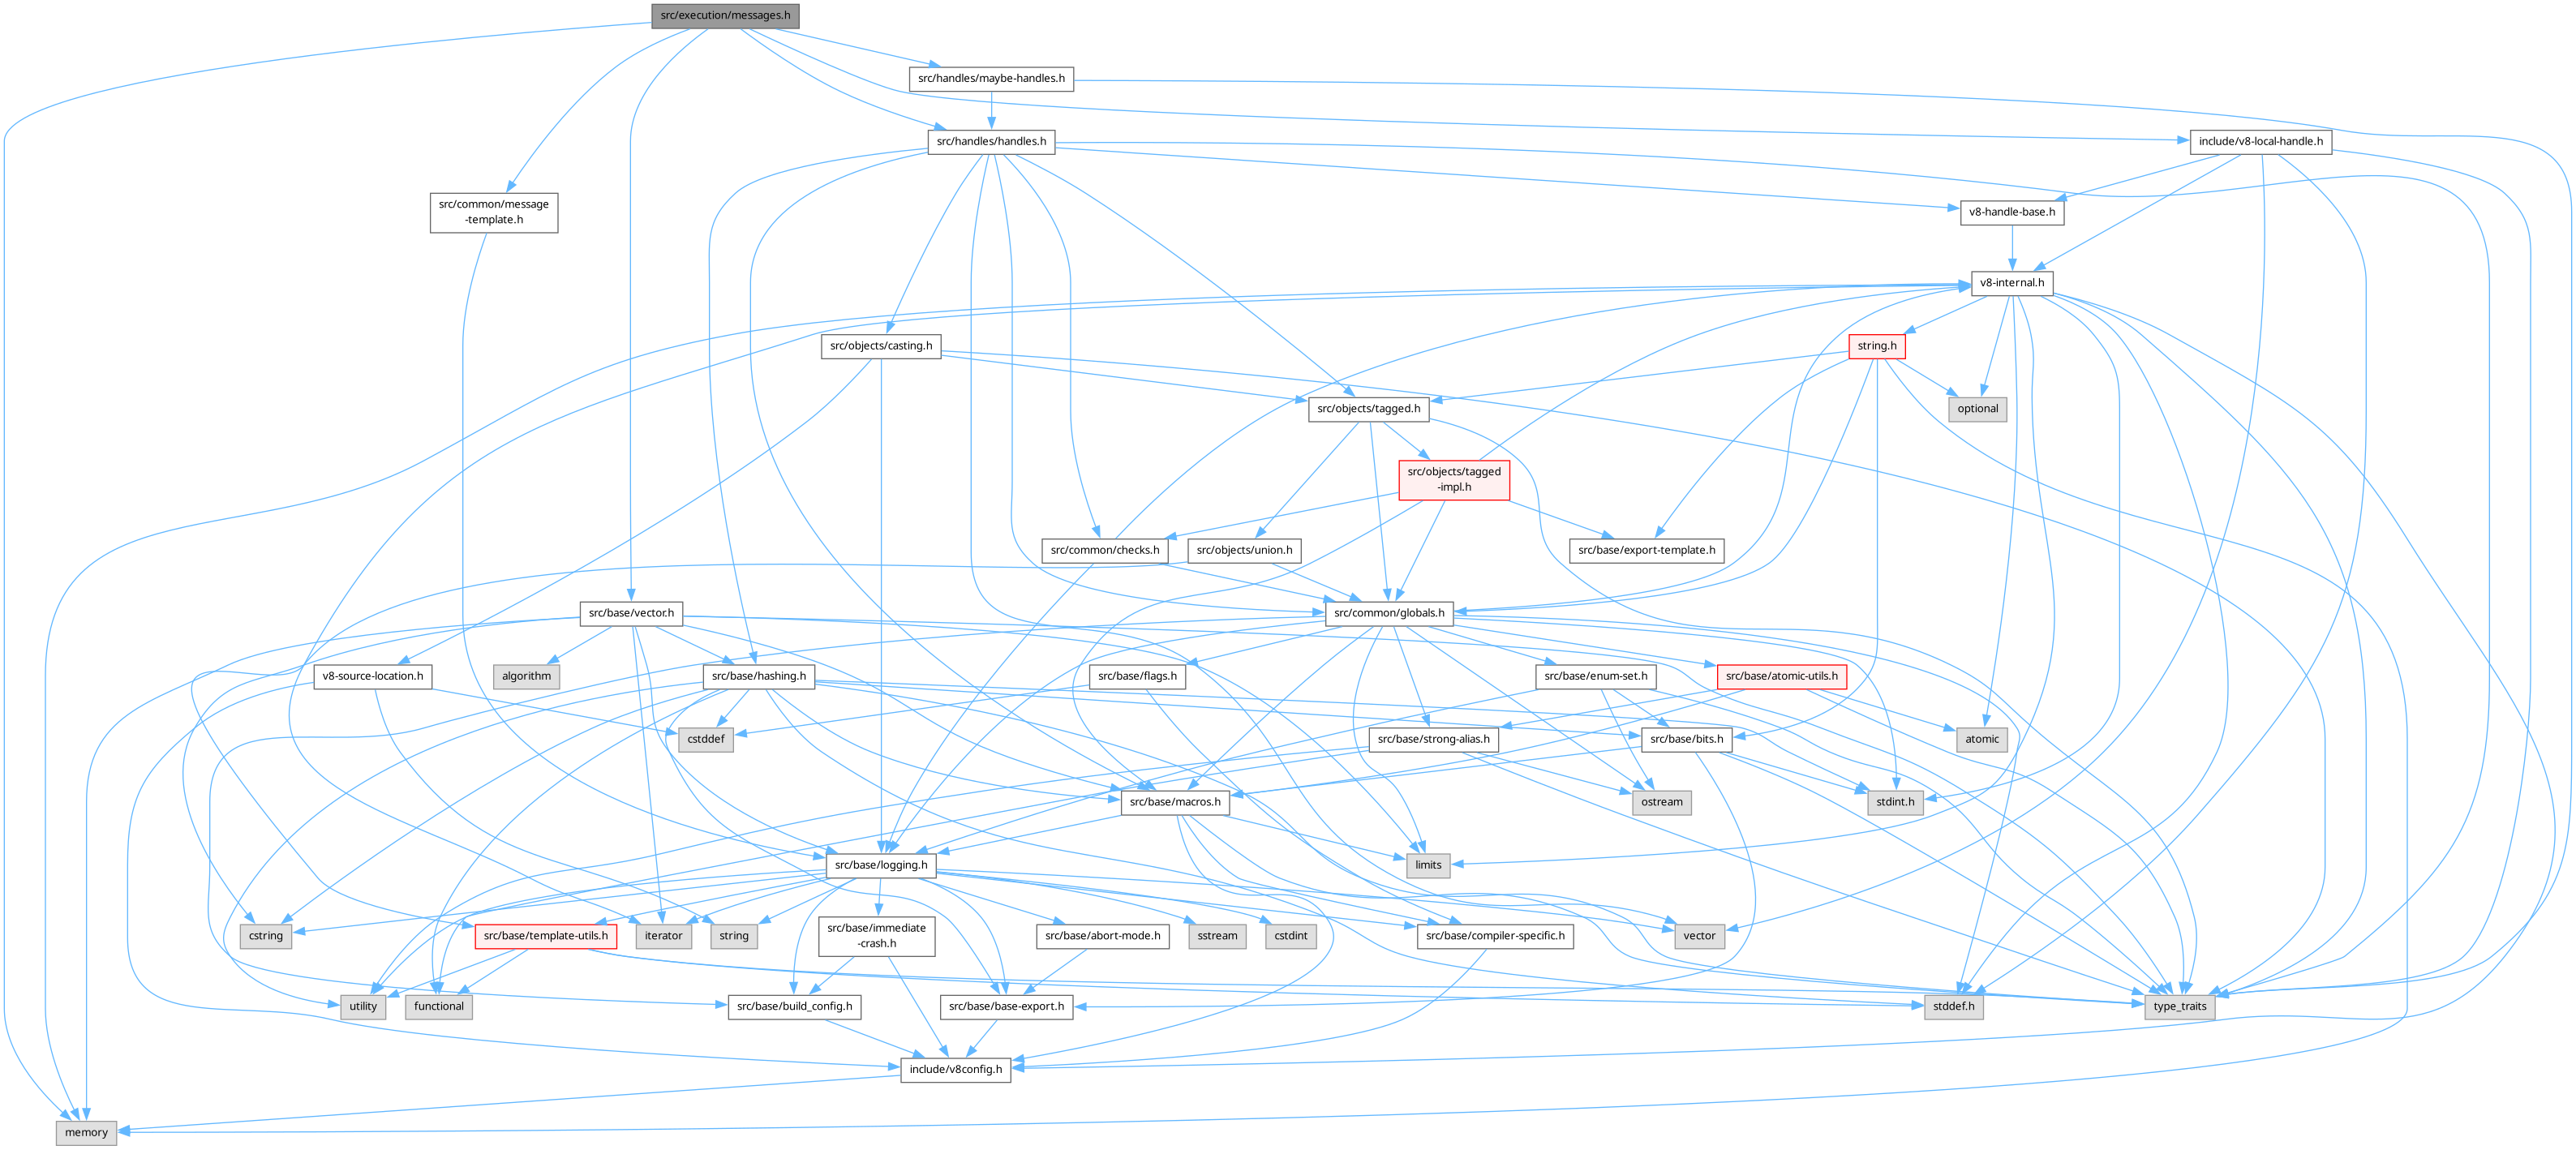 src/execution/messages.h
src/handles/maybe-handles.h
src/handles/handles.h
include/v8-local-handle.h
src/common/message
-template.h
v8-handle-base.h
v8-internal.h
src/objects/casting.h
string.h
src/objects/tagged.h
optional
src/objects/tagged
-impl.h
src/common/checks.h
src/objects/union.h
src/base/export-template.h
src/base/vector.h
src/common/globals.h
v8-source-location.h
algorithm
src/base/hashing.h
src/base/flags.h
src/base/enum-set.h
src/base/atomic-utils.h
cstddef
src/base/strong-alias.h
src/base/bits.h
atomic
src/base/macros.h
ostream
stdint.h
src/base/logging.h
limits
cstring
src/base/template-utils.h
iterator
string
src/base/immediate
-crash.h
src/base/abort-mode.h
sstream
cstdint
src/base/compiler-specific.h
vector
utility
functional
src/base/build_config.h
src/base/base-export.h
stddef.h
type_traits
include/v8config.h
memory